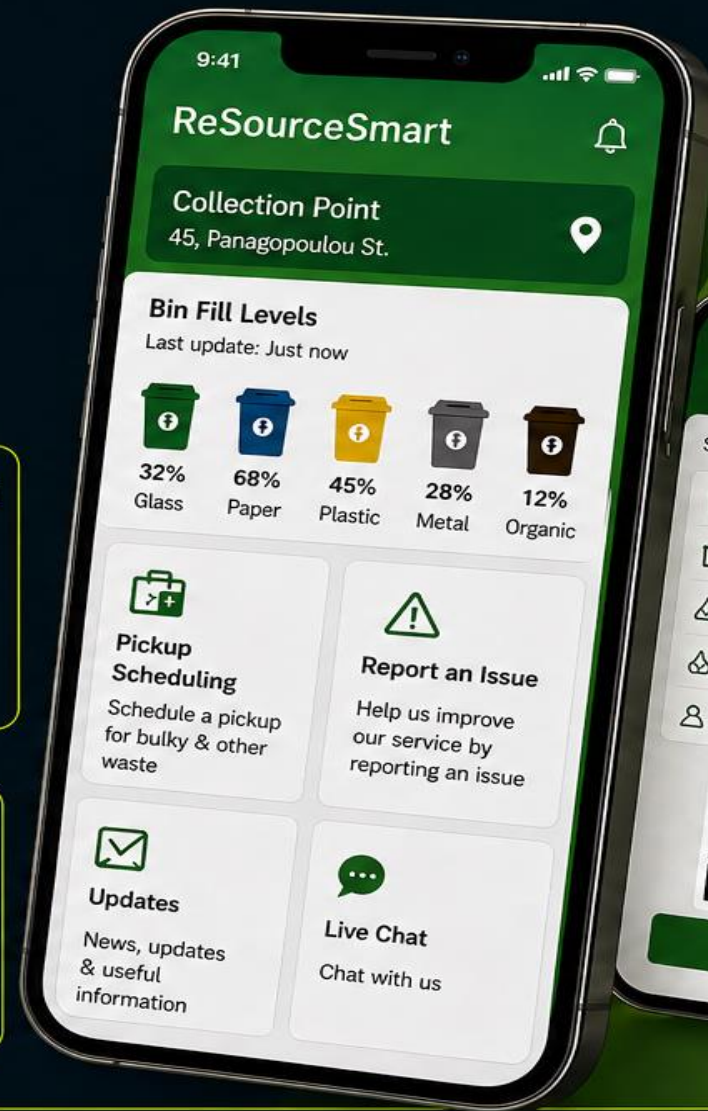 9:41
ReSourceSmart
Collection Point
45, Panagopoulou St.
Bin Fill Levels
Last update: Just now
32%
Glass
68%
Paper
45%
Plastic
28%
Metal
12%
Organic
Pickup
Scheduling
Schedule a pickup
for bulky & other
waste
Report an Issue
Help us improve
our service by
reporting an issue
Updates
News, updates
& useful
information
Live Chat
Chat with us